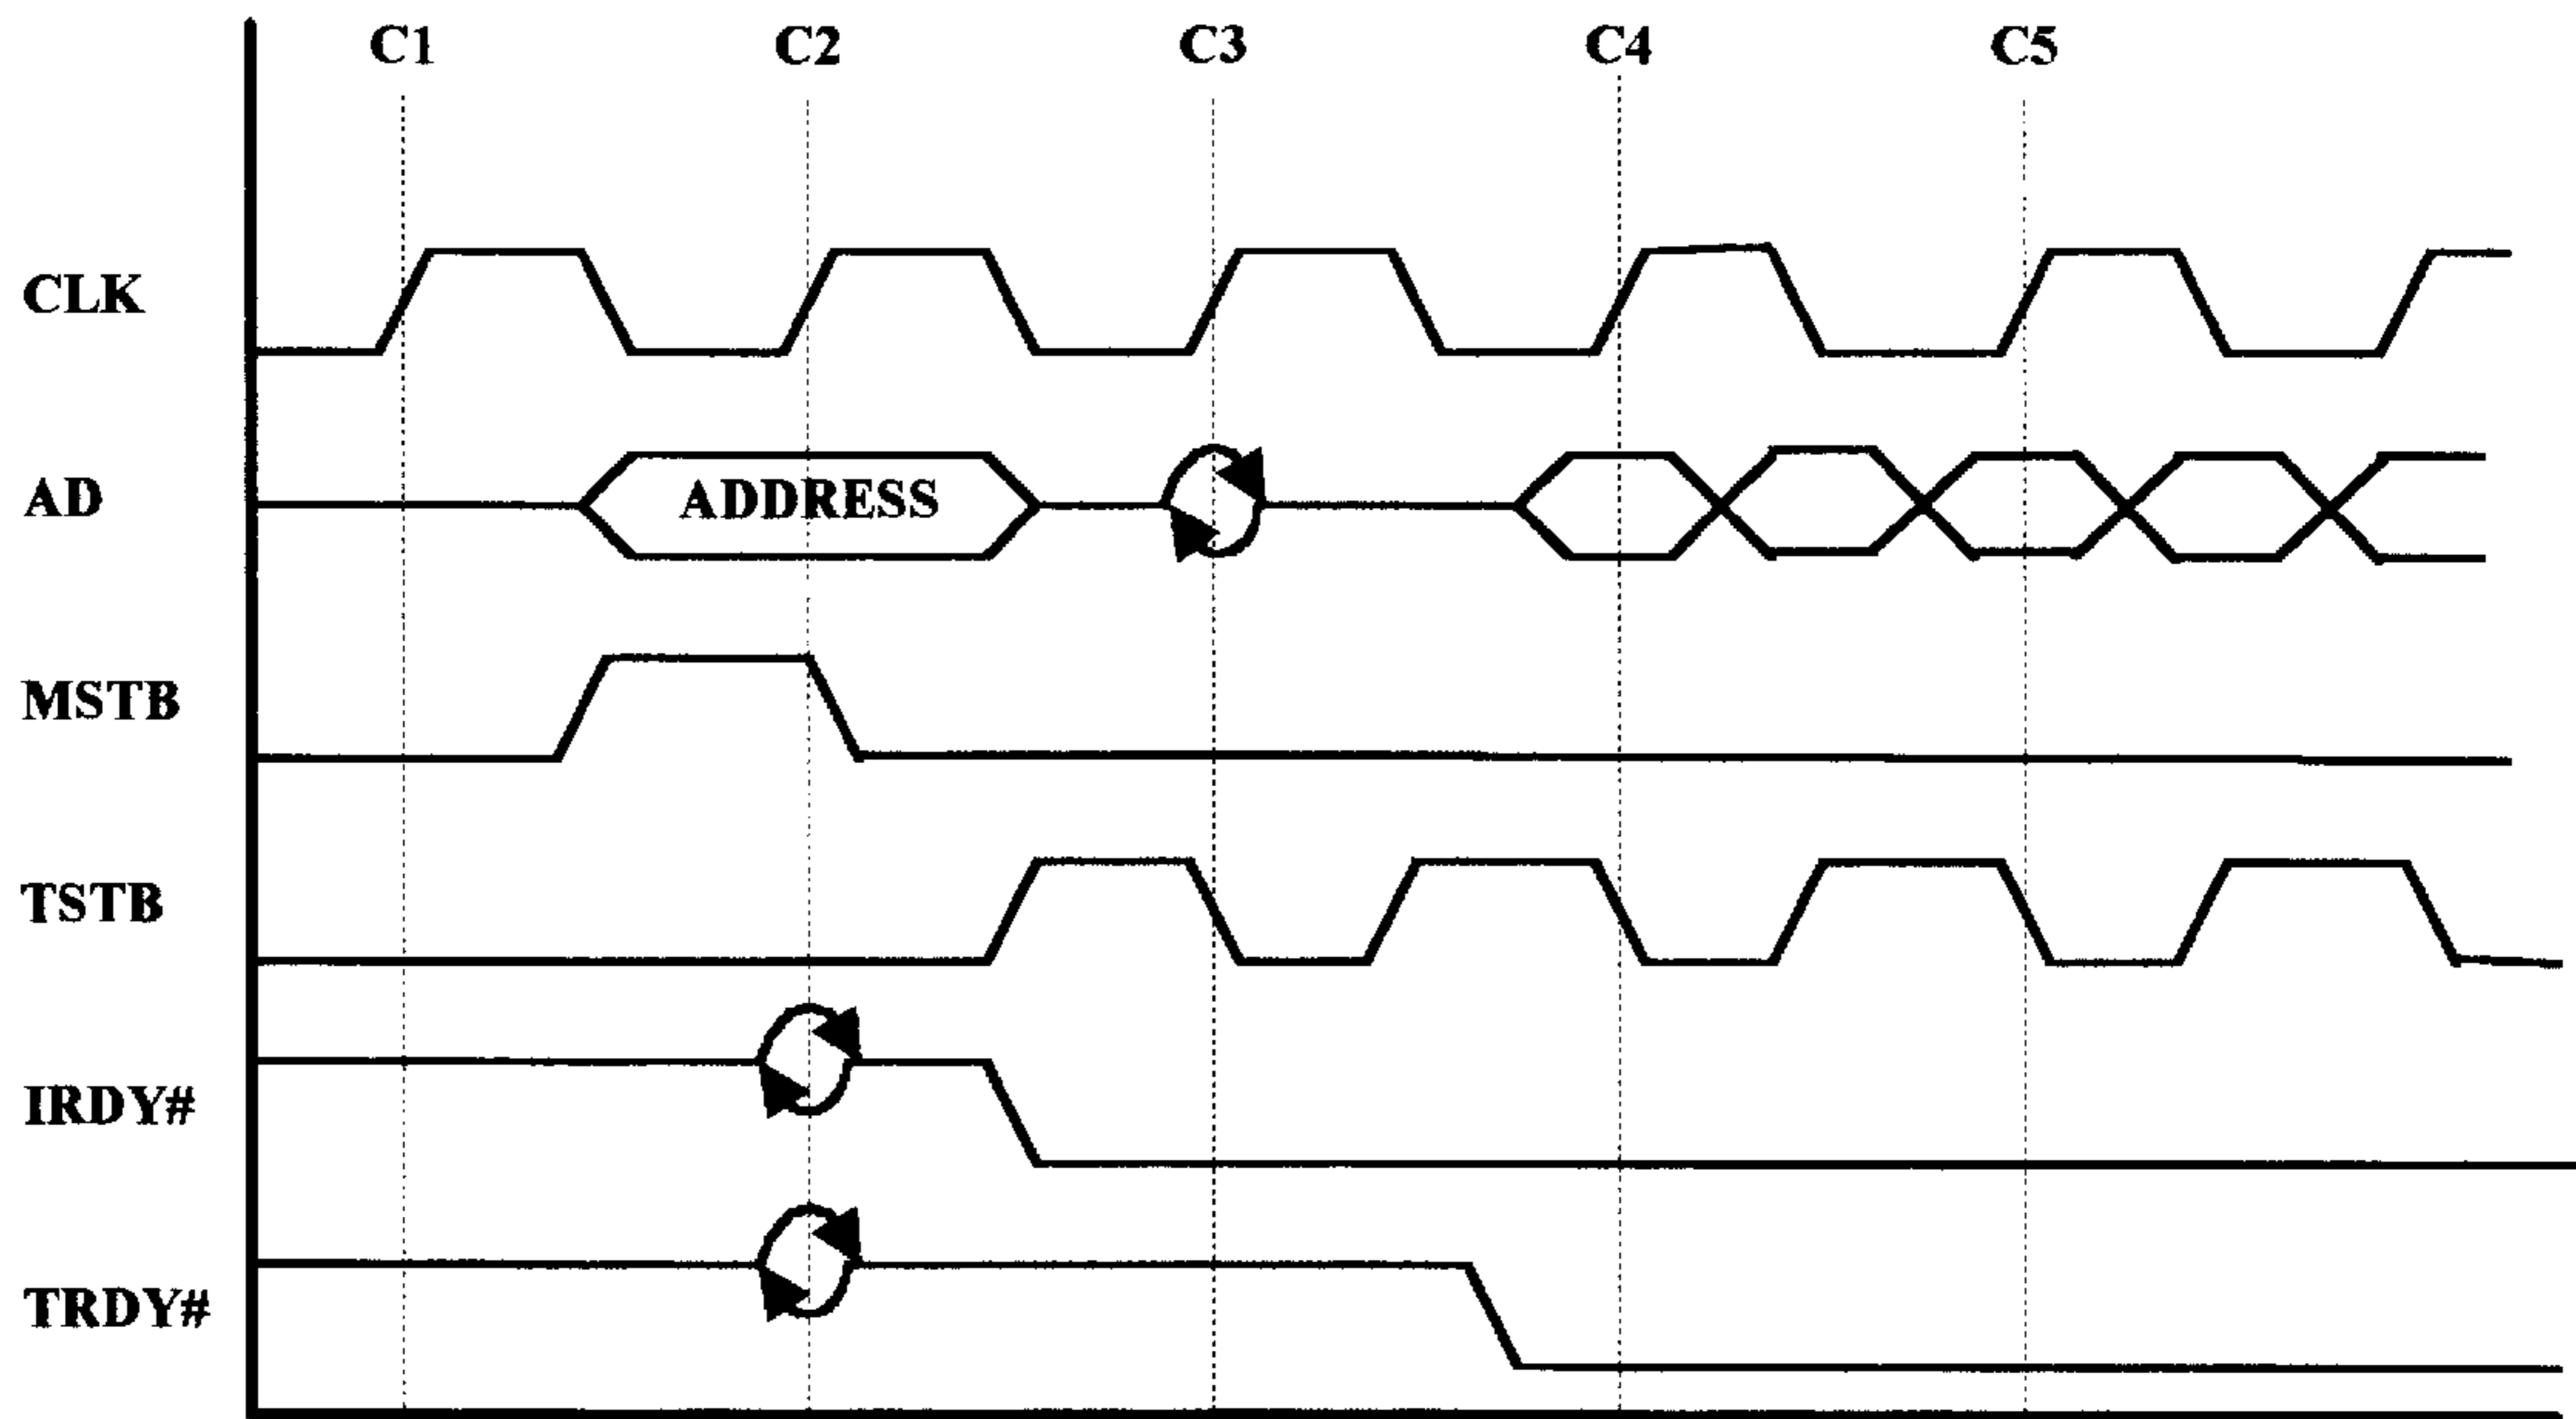 C1 C2 C3 C4 C5
CLK
AD ADDRESS
MSTB
TSTB
IRDY#
TRDY#